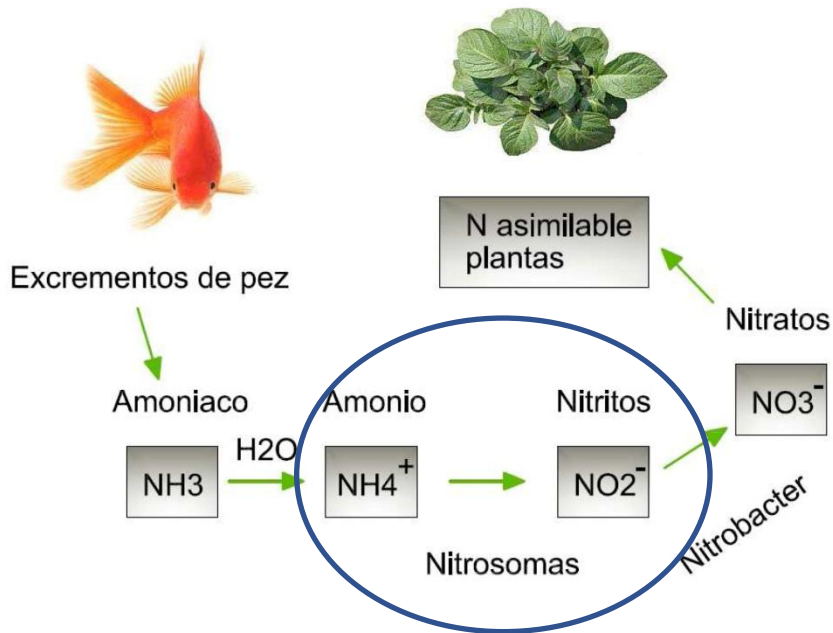 N asimilable
plantas
Excrementos de pez
Nitratos
NO3-
Amoniaco
Amonio
Nitritos
H2O
NH3
NH4+
NO2-
Nitrosomas
Nitrobacter